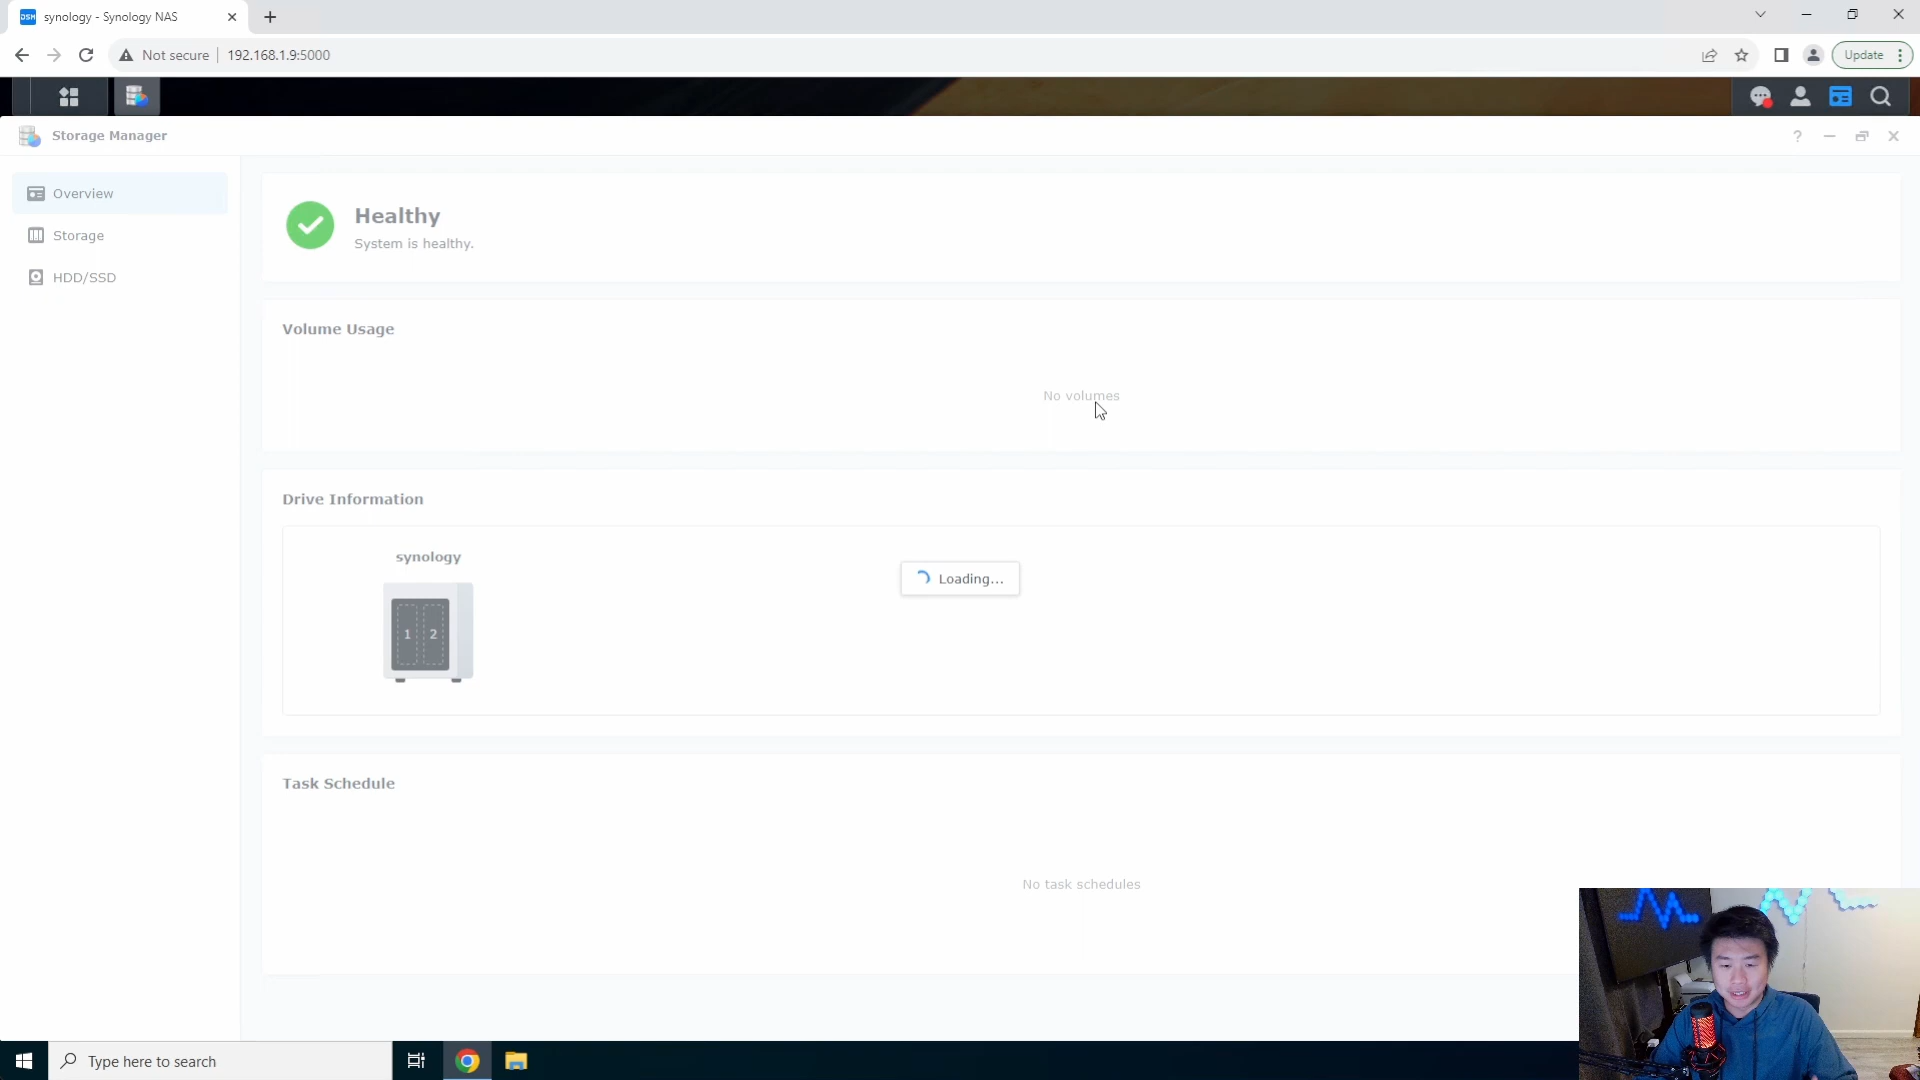 DSM synology - Synology NAS
Not secure 192.168.1.9:5000
Update
Storage Manager
?
Overview
Storage
HDD/SSD
Healthy
System is healthy.
Volume Usage
No volumes
Drive Information
synology
1 2
Loading...
Task Schedule
No task schedules
Type here to search